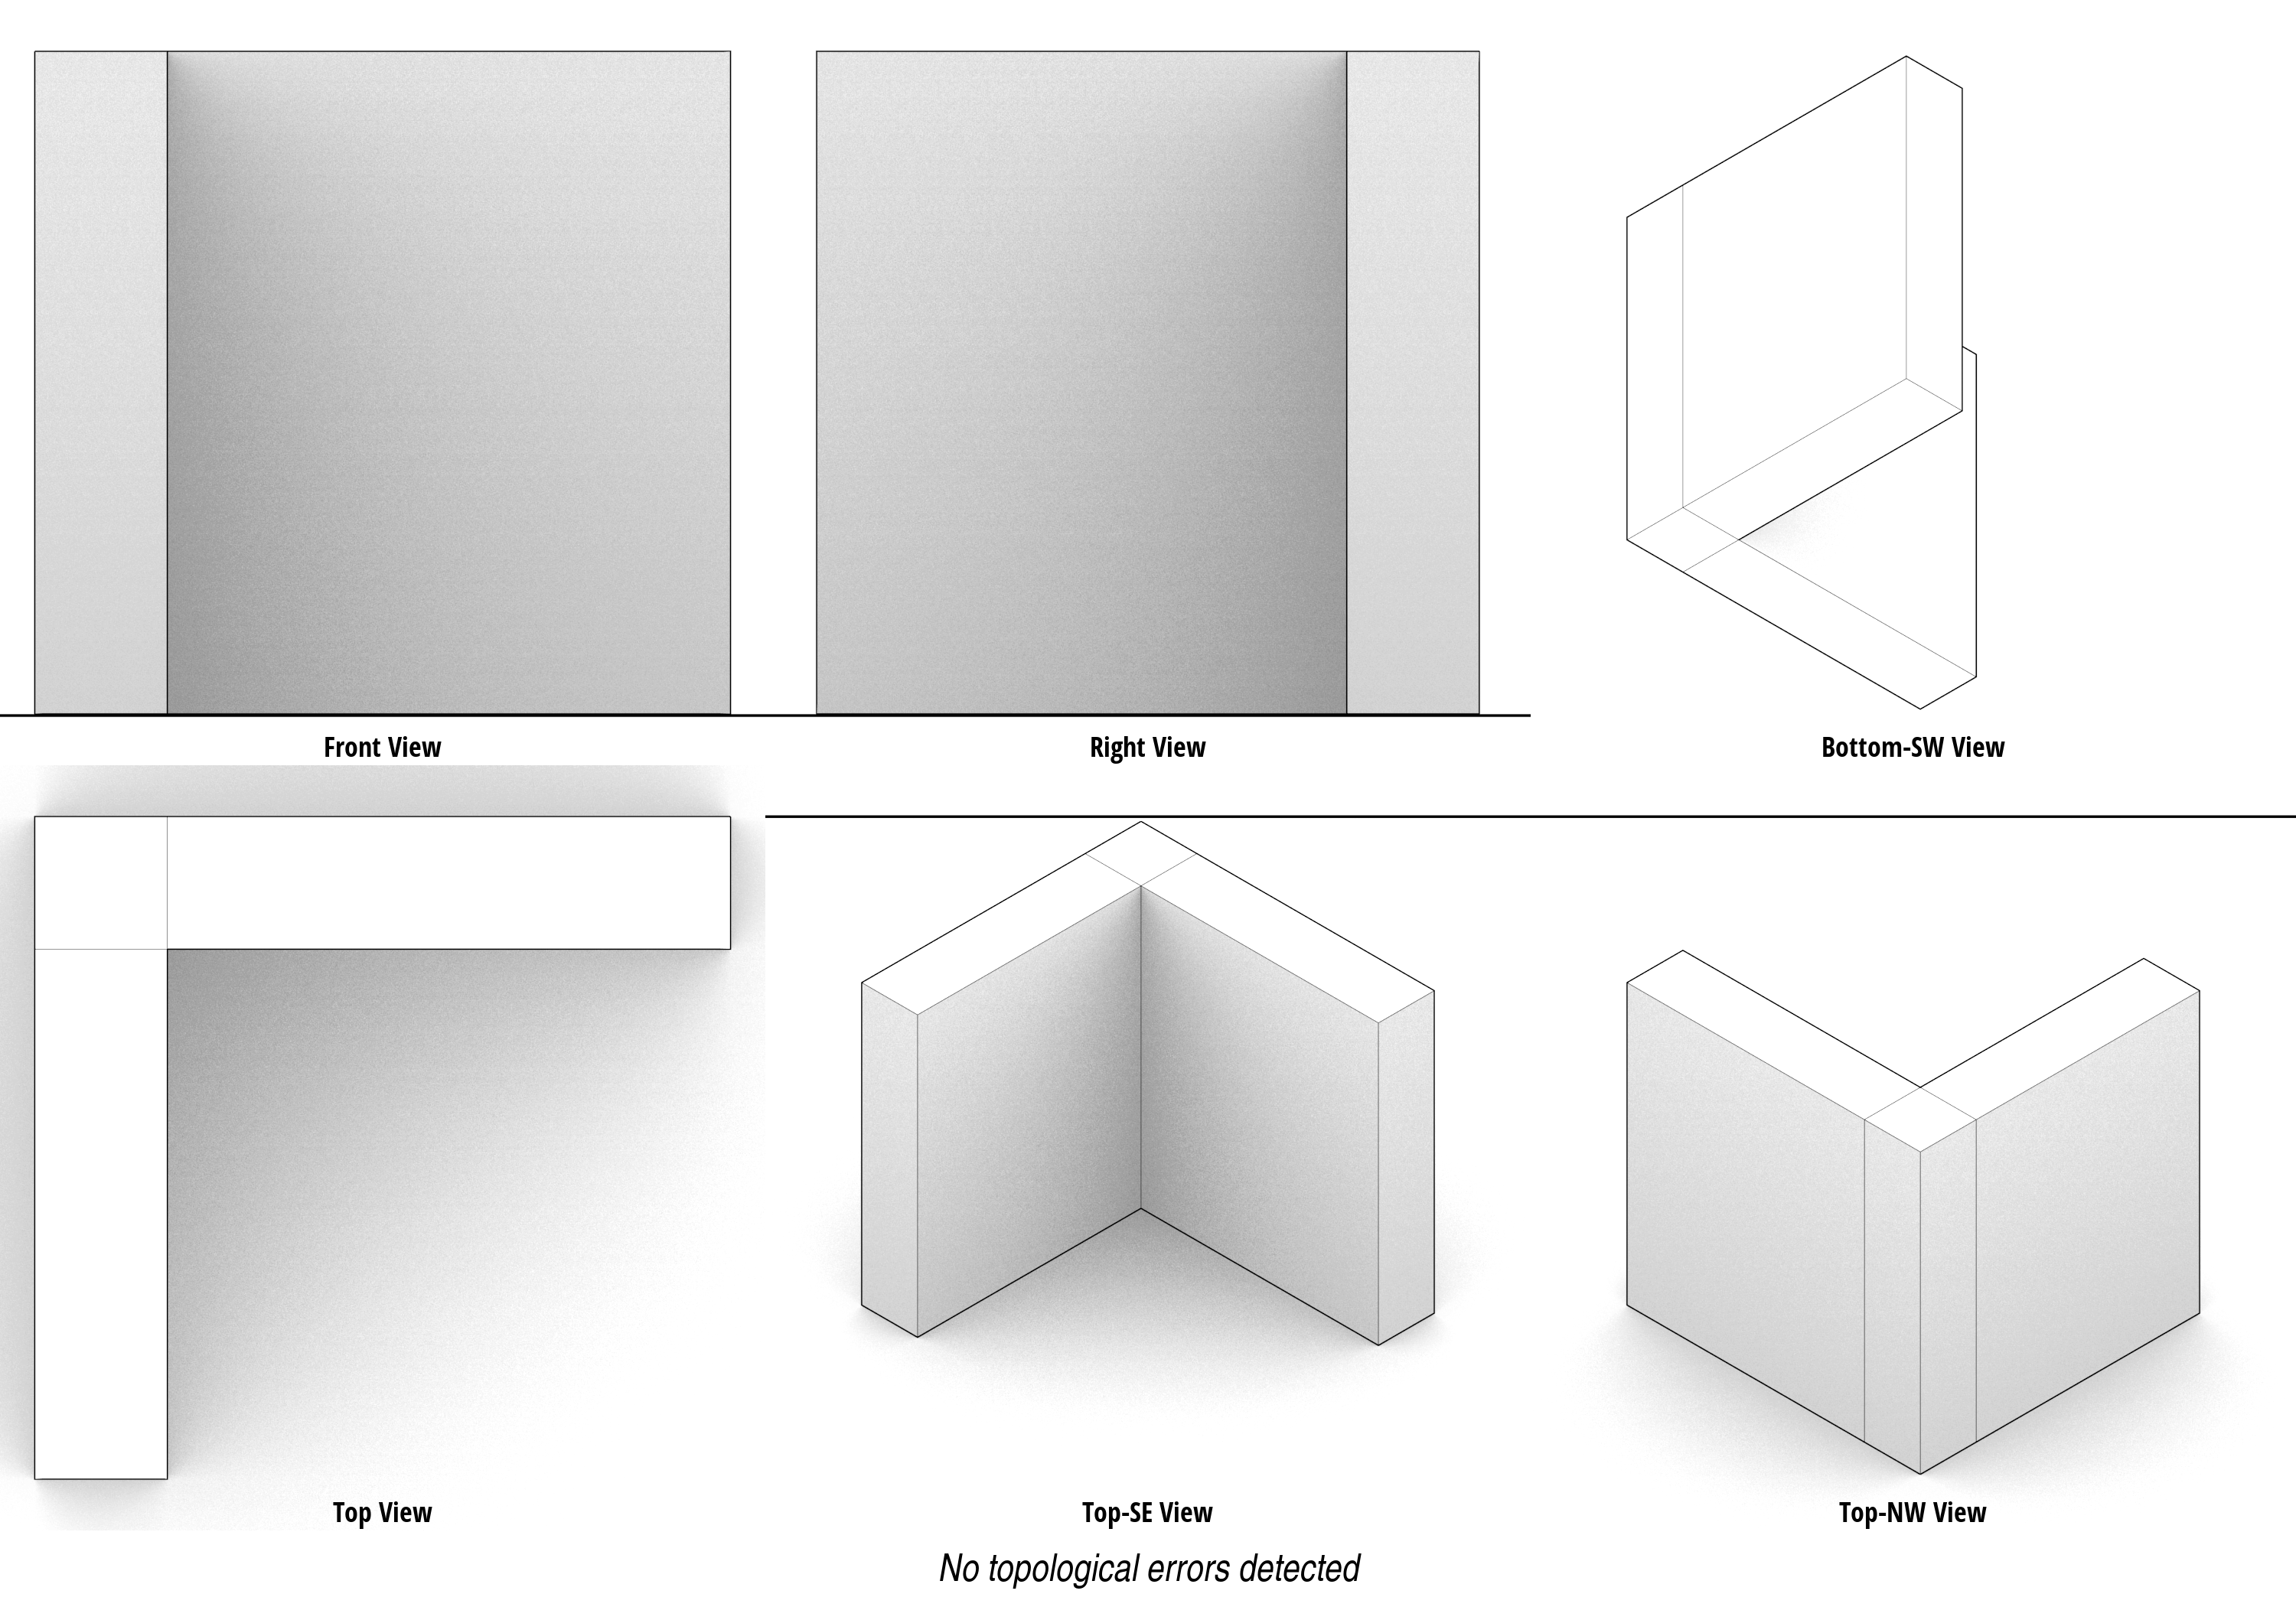 Front View
Right View
Bottom-SW View
Top View
Top-SE View
Top-NW View
No topological errors detected